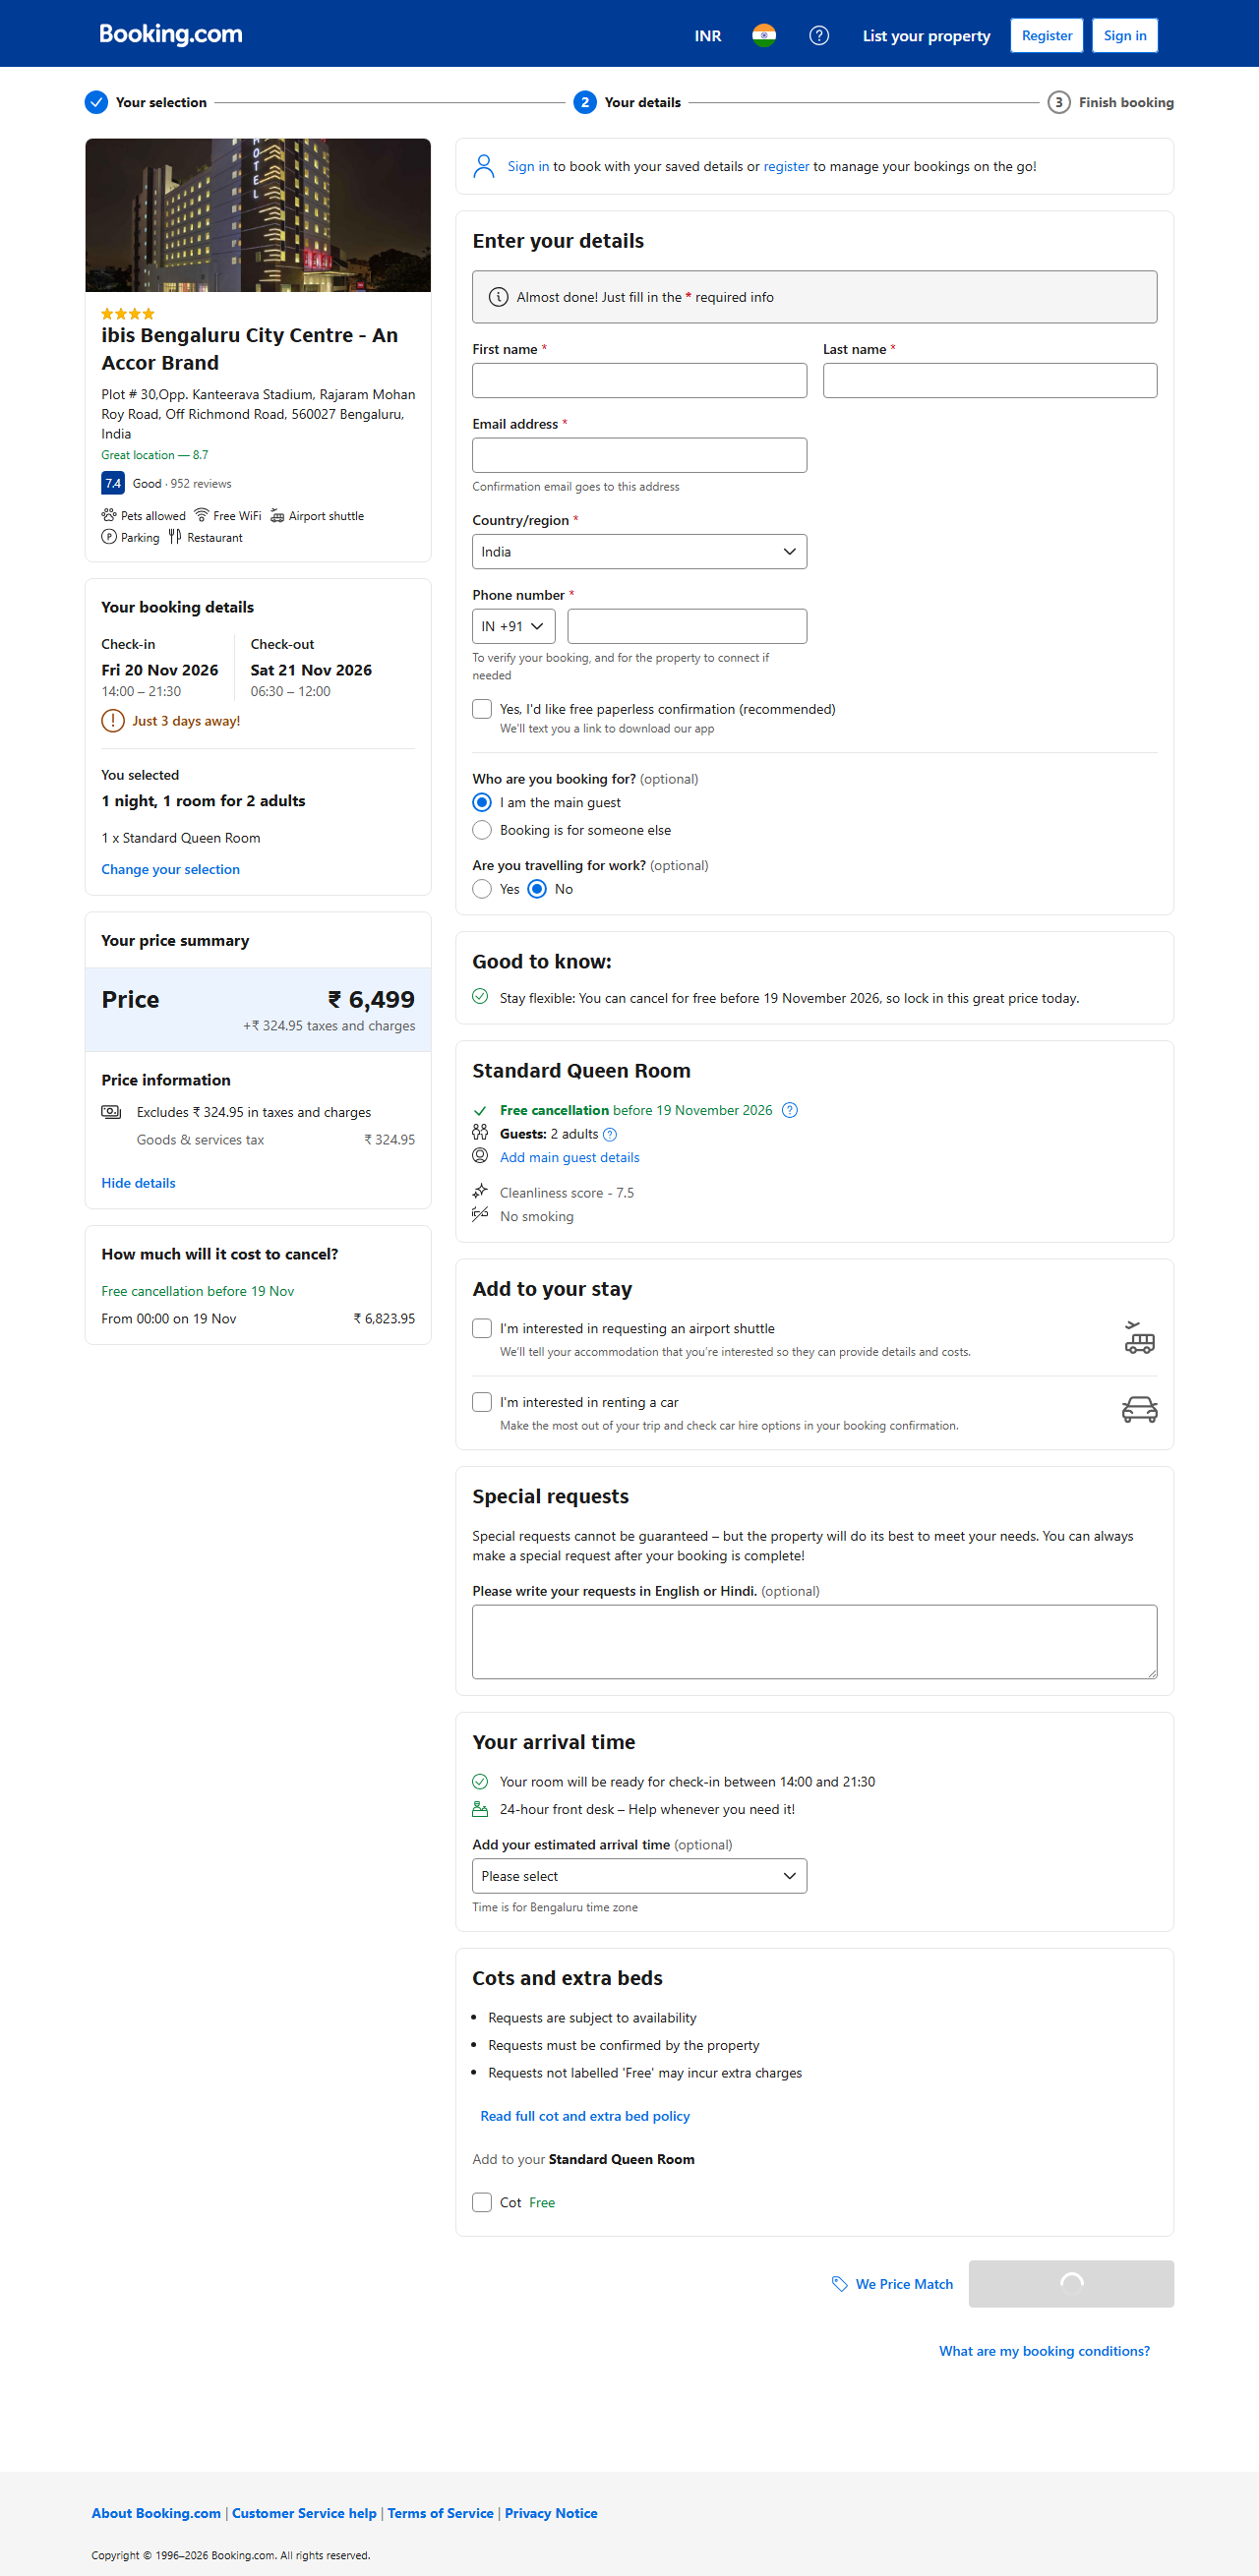 Booking.com
INR
List your property
Register
Sign in
Your selection
2 Your details
3 Finish booking
HOTEL
ibis Bengaluru City Centre - An
Accor Brand
Plot # 30,Opp. Kanteerava Stadium, Rajaram Mohan
Roy Road, Off Richmond Road, 560027 Bengaluru,
India
Great location — 8.7
7.4 Good · 952 reviews
Pets allowed Free WiFi Airport shuttle
P Parking Restaurant
Your booking details
Check-in
Fri 20 Nov 2026
14:00 – 21:30
Check-out
Sat 21 Nov 2026
06:30 – 12:00
Just 3 days away!
You selected
1 night, 1 room for 2 adults
1 x Standard Queen Room
Change your selection
Your price summary
Price ₹ 6,499
+₹ 324.95 taxes and charges
Price information
Excludes ₹ 324.95 in taxes and charges
Goods & services tax ₹ 324.95
Hide details
How much will it cost to cancel?
Free cancellation before 19 Nov
From 00:00 on 19 Nov ₹ 6,823.95
Sign in to book with your saved details or register to manage your bookings on the go!
Enter your details
Almost done! Just fill in the * required info
First name *
Last name *
Email address *
Confirmation email goes to this address
Country/region *
India
Phone number *
IN +91
To verify your booking, and for the property to connect if
needed
Yes, I'd like free paperless confirmation (recommended)
We'll text you a link to download our app
Who are you booking for? (optional)
I am the main guest
Booking is for someone else
Are you travelling for work? (optional)
Yes No
Good to know:
Stay flexible: You can cancel for free before 19 November 2026, so lock in this great price today.
Standard Queen Room
Free cancellation before 19 November 2026 ?
Guests: 2 adults ?
Add main guest details
Cleanliness score - 7.5
No smoking
Add to your stay
I'm interested in requesting an airport shuttle
We'll tell your accommodation that you're interested so they can provide details and costs.
I'm interested in renting a car
Make the most out of your trip and check car hire options in your booking confirmation.
Special requests
Special requests cannot be guaranteed – but the property will do its best to meet your needs. You can always
make a special request after your booking is complete!
Please write your requests in English or Hindi. (optional)
Your arrival time
Your room will be ready for check-in between 14:00 and 21:30
24-hour front desk – Help whenever you need it!
Add your estimated arrival time (optional)
Please select
Time is for Bengaluru time zone
Cots and extra beds
• Requests are subject to availability
• Requests must be confirmed by the property
• Requests not labelled 'Free' may incur extra charges
Read full cot and extra bed policy
Add to your Standard Queen Room
Cot Free
We Price Match
What are my booking conditions?
About Booking.com | Customer Service help | Terms of Service | Privacy Notice
Copyright © 1996–2026 Booking.com. All rights reserved.